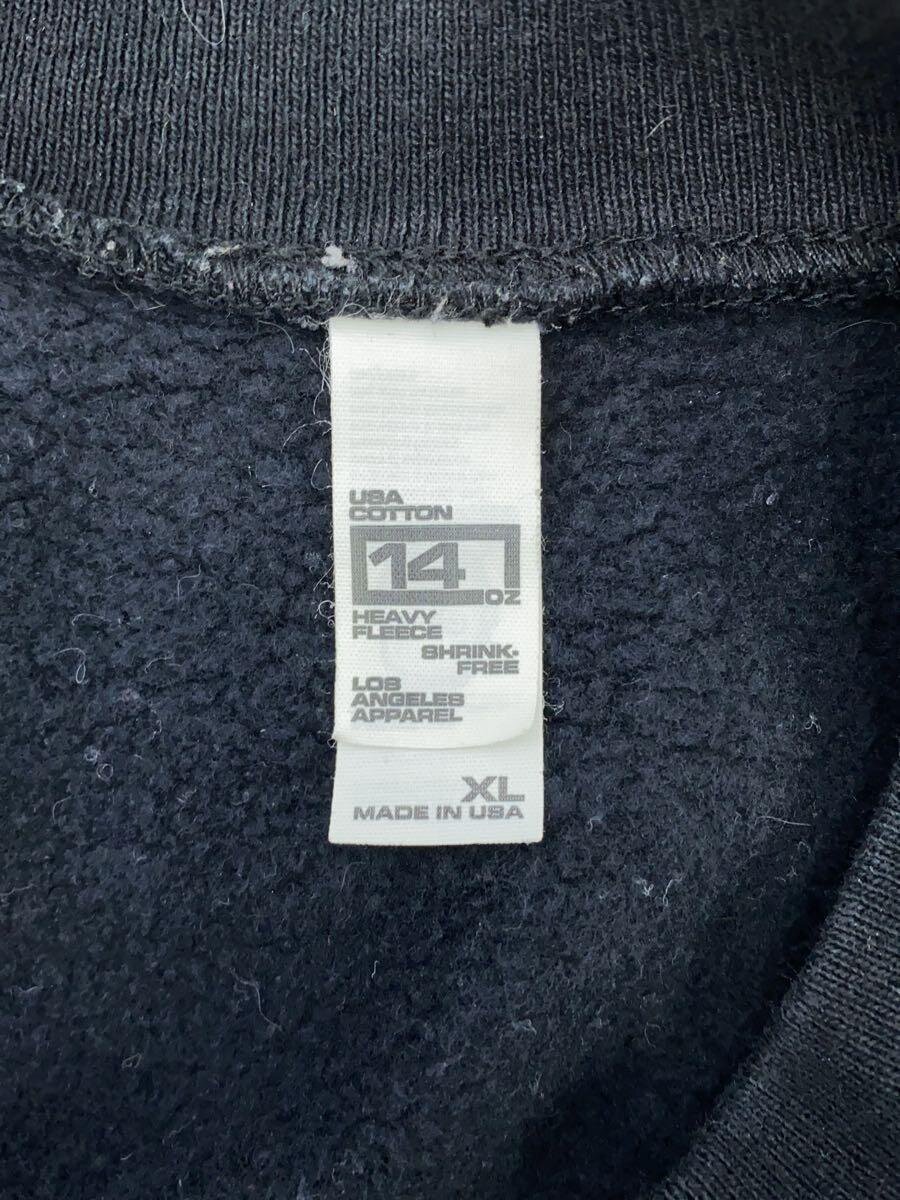 USA
COTTON
14
OZ
HEAVY
FLEECE
SHRINK-
FREE
LOS
ANGELES
APPAREL
XL
MADE IN USA